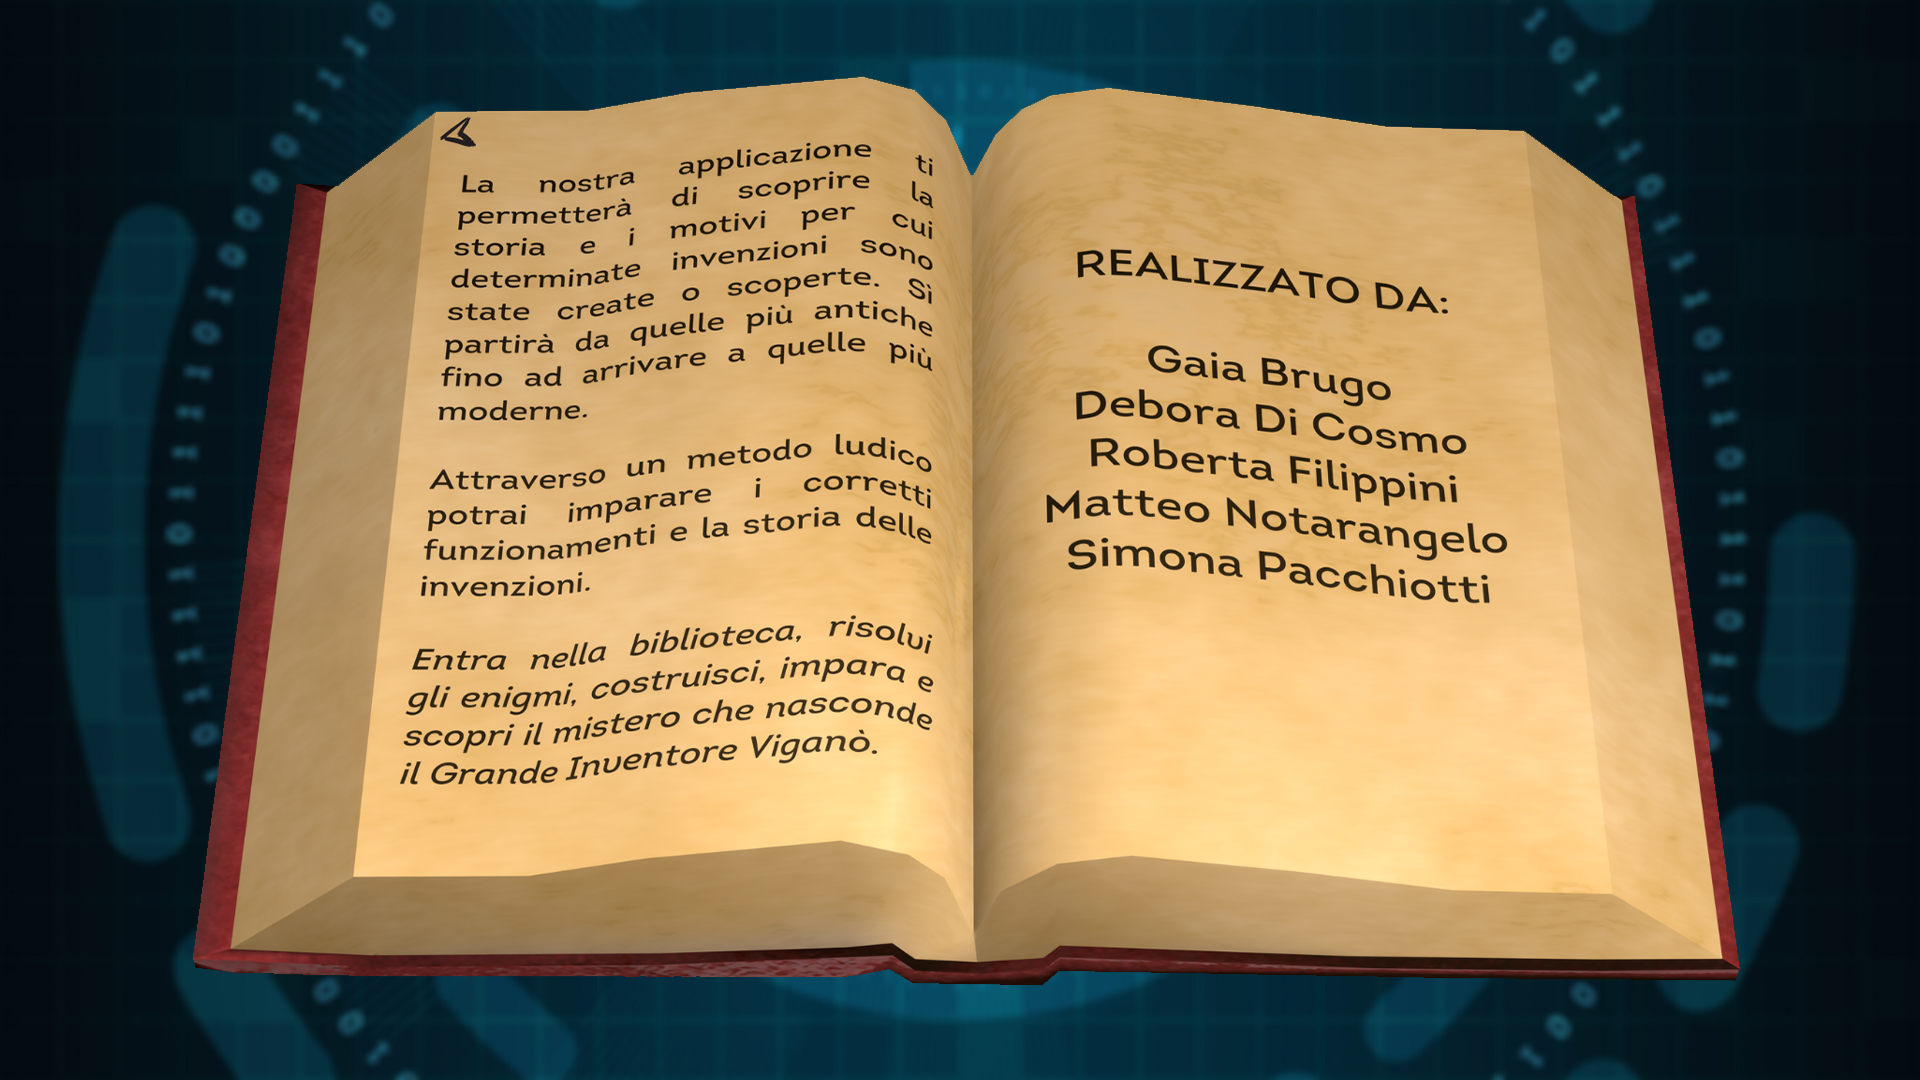 La nostra applicazione ti
permetterà di scoprire la
storia e i motivi per cui
determinate invenzioni sono
state create o scoperte. Si
partirà da quelle più antiche
fino ad arrivare a quelle più
moderne.
Attraverso un metodo ludico
potrai imparare i corretti
funzionamenti e la storia delle
invenzioni.
Entra nella biblioteca, risolvi
gli enigmi, costruisci, impara e
scopri il mistero che nasconde
il Grande Inventore Viganò.
REALIZZATO DA:
Gaia Brugo
Debora Di Cosmo
Roberta Filippini
Matteo Notarangelo
Simona Pacchiotti